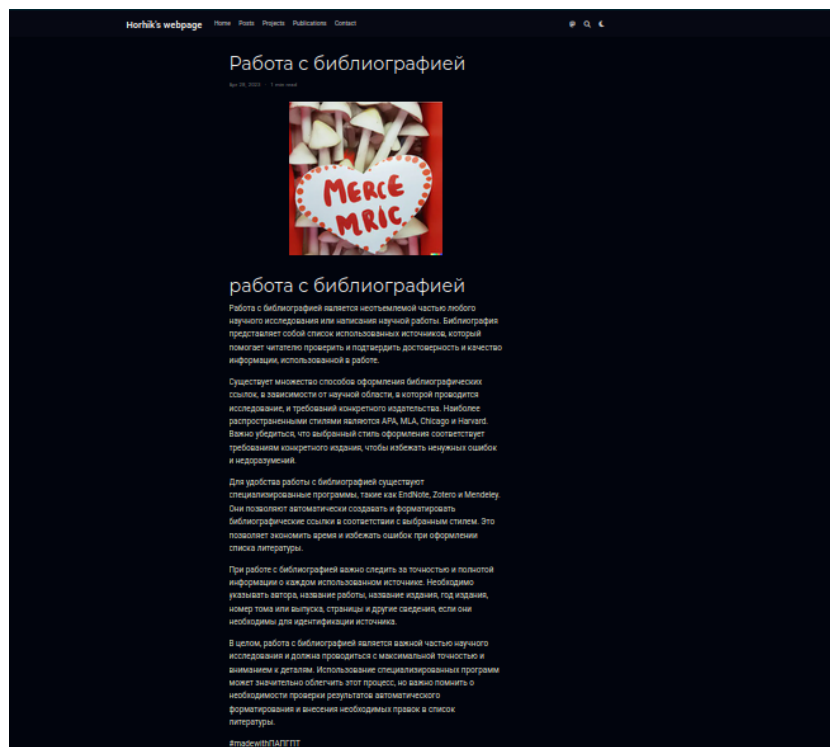 Horhik's webpage Home Posts Projects Publications Contact
Работа с библиографией
Apr 28, 2023 · 1 min read
MERCE
MRIC
работа с библиографией
Работа с библиографией является неотъемлемой частью любого
научного исследования или написания научной работы. Библиография
представляет собой список использованных источников, который
помогает читателю проверить и подтвердить достоверность и качество
информации, использованной в работе.
Существует множество способов оформления библиографических
ссылок, в зависимости от научной области, в которой проводится
исследование, и требований конкретного издательства. Наиболее
распространенными стилями являются APA, MLA, Chicago и Harvard.
Важно убедиться, что выбранный стиль оформления соответствует
требованиям конкретного издания, чтобы избежать ненужных ошибок
и недоразумений.
Для удобства работы с библиографией существуют
специализированные программы, такие как EndNote, Zotero и Mendeley.
Они позволяют автоматически создавать и форматировать
библиографические ссылки в соответствии с выбранным стилем. Это
позволяет экономить время и избежать ошибок при оформлении
списка литературы.
При работе с библиографией важно следить за точностью и полнотой
информации о каждом использованном источнике. Необходимо
указывать автора, название работы, название издания, год издания,
номер тома или выпуска, страницы и другие сведения, если они
необходимы для идентификации источника.
В целом, работа с библиографией является важной частью научного
исследования и должна проводиться с максимальной точностью и
вниманием к деталям. Использование специализированных программ
может значительно облегчить этот процесс, но важно помнить о
необходимости проверки результатов автоматического
форматирования и внесения необходимых правок в список
литературы.
#madewithПАПГПТ